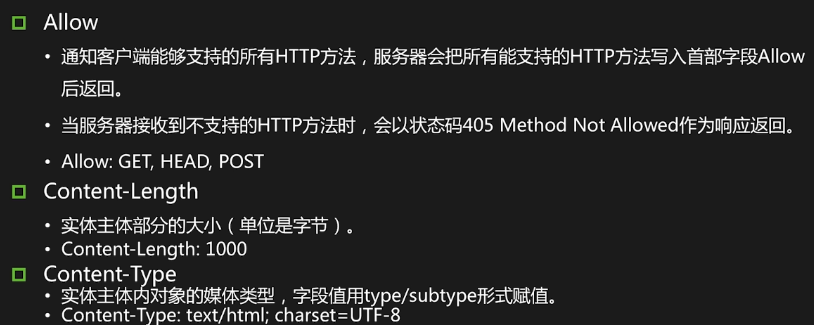 Allow
• 通知客户端能够支持的所有HTTP方法，服务器会把所有能支持的HTTP方法写入首部字段Allow
后返回。
• 当服务器接收到不支持的HTTP方法时，会以状态码405 Method Not Allowed作为响应返回。
• Allow: GET, HEAD, POST
Content-Length
• 实体主体部分的大小（单位是字节）。
• Content-Length: 1000
Content-Type
• 实体主体内对象的媒体类型，字段值用type/subtype形式赋值。
• Content-Type: text/html; charset=UTF-8